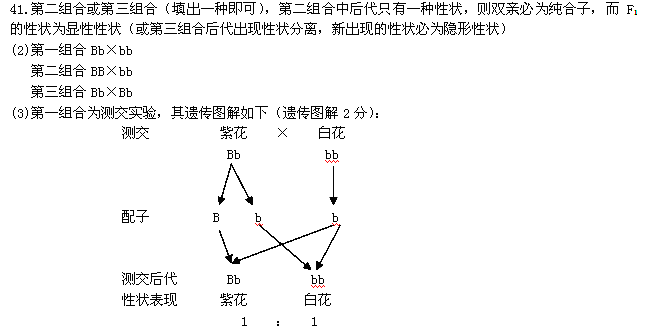 41.第二组合或第三组合（填出一种即可），第二组合中后代只有一种性状，则双亲必为纯合子，而 F₁
的性状为显性性状（或第三组合后代出现性状分离，新出现的性状必为隐形性状）
(2)第一组合 Bb×bb
第二组合 BB×bb
第三组合 Bb×Bb
(3)第一组合为测交实验，其遗传图解如下（遗传图解 2 分）：
测交 紫花 × 白花
Bb bb
配子 B b b
测交后代 Bb bb
性状表现 紫花 白花
1 : 1